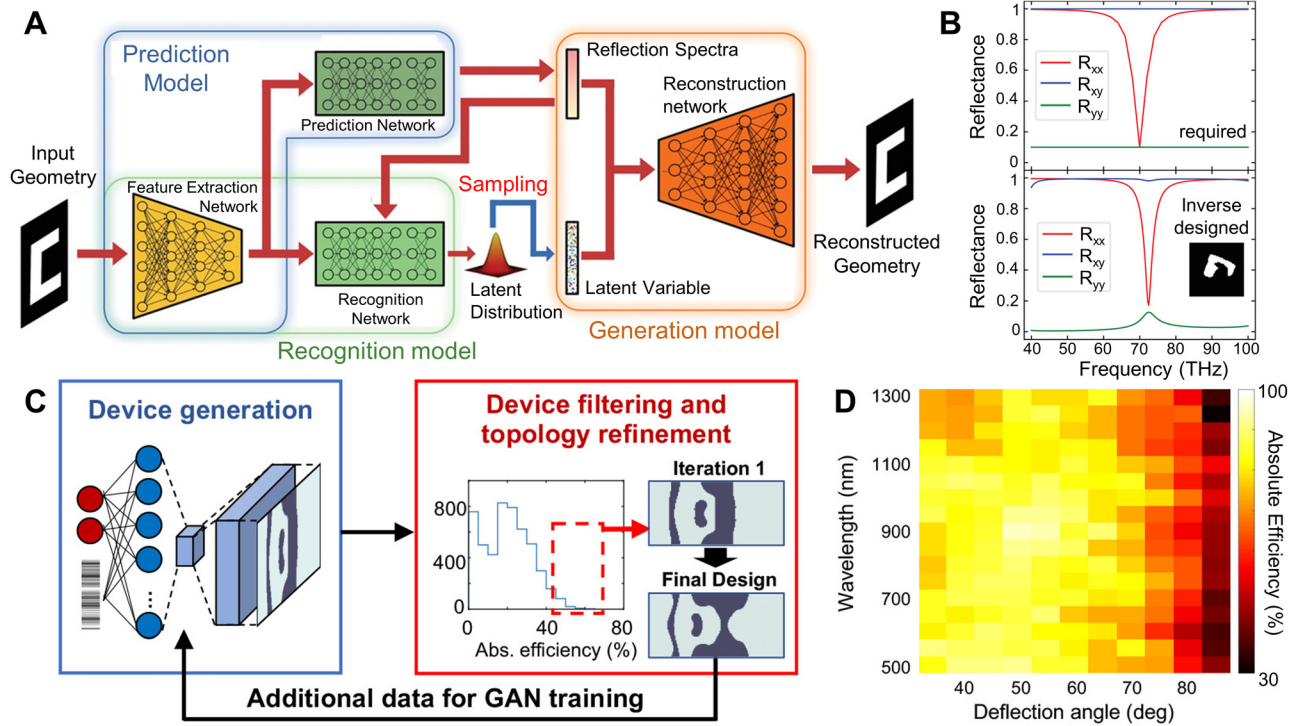 A
Prediction
Model
Prediction Network
Input
Geometry
Feature Extraction
Network
Recognition
Network
Recognition model
Sampling
Latent
Distribution
Reflection Spectra
Latent Variable
Reconstruction
network
Generation model
Reconstructed
Geometry
B
Reflectance
1
0.8
0.6
0.4
0.2
0
Rxx
Rxy
Ryy
required
Reflectance
1
0.8
0.6
0.4
0.2
0
Rxx
Rxy
Ryy
Inverse
designed
40 50 60 70 80 90 100
Frequency (THz)
C
Device generation
...
Device filtering and
topology refinement
800
400
0
0 40 80
Abs. efficiency (%)
Iteration 1
Final Design
Additional data for GAN training
D
Wavelength (nm)
1300
1100
900
700
500
40 50 60 70 80
Deflection angle (deg)
100
30
Absolute Efficiency (%)